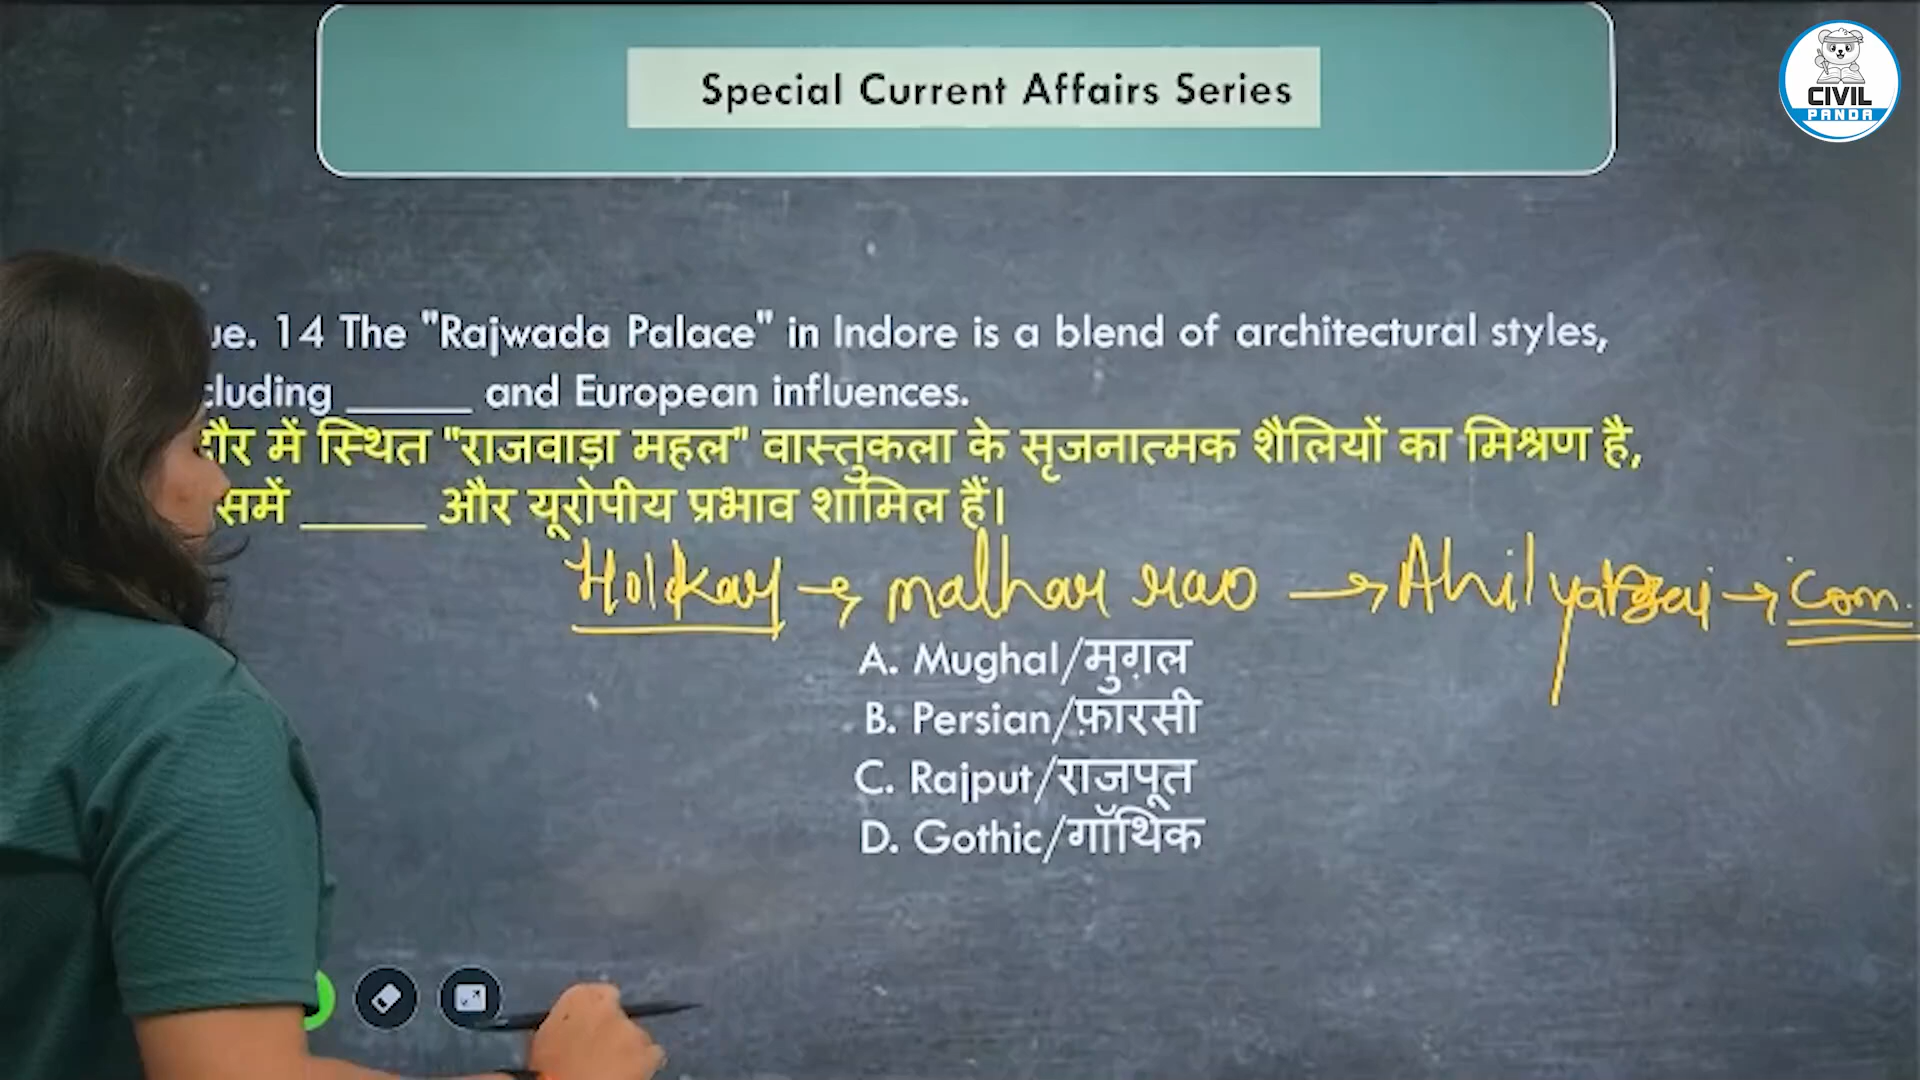 Special Current Affairs Series
CIVIL
PANDA
ue. 14 The "Rajwada Palace" in Indore is a blend of architectural styles,
cluding _____ and European influences.
दौर में स्थित "राजवाड़ा महल" वास्तुकला के सृजनात्मक शैलियों का मिश्रण है,
समें _____ और यूरोपीय प्रभाव शामिल हैं।
Holkar → malhar rao → Ahilyabai → Com.
A. Mughal/मुग़ल
B. Persian/फ़ारसी
C. Rajput/राजपूत
D. Gothic/गॉथिक